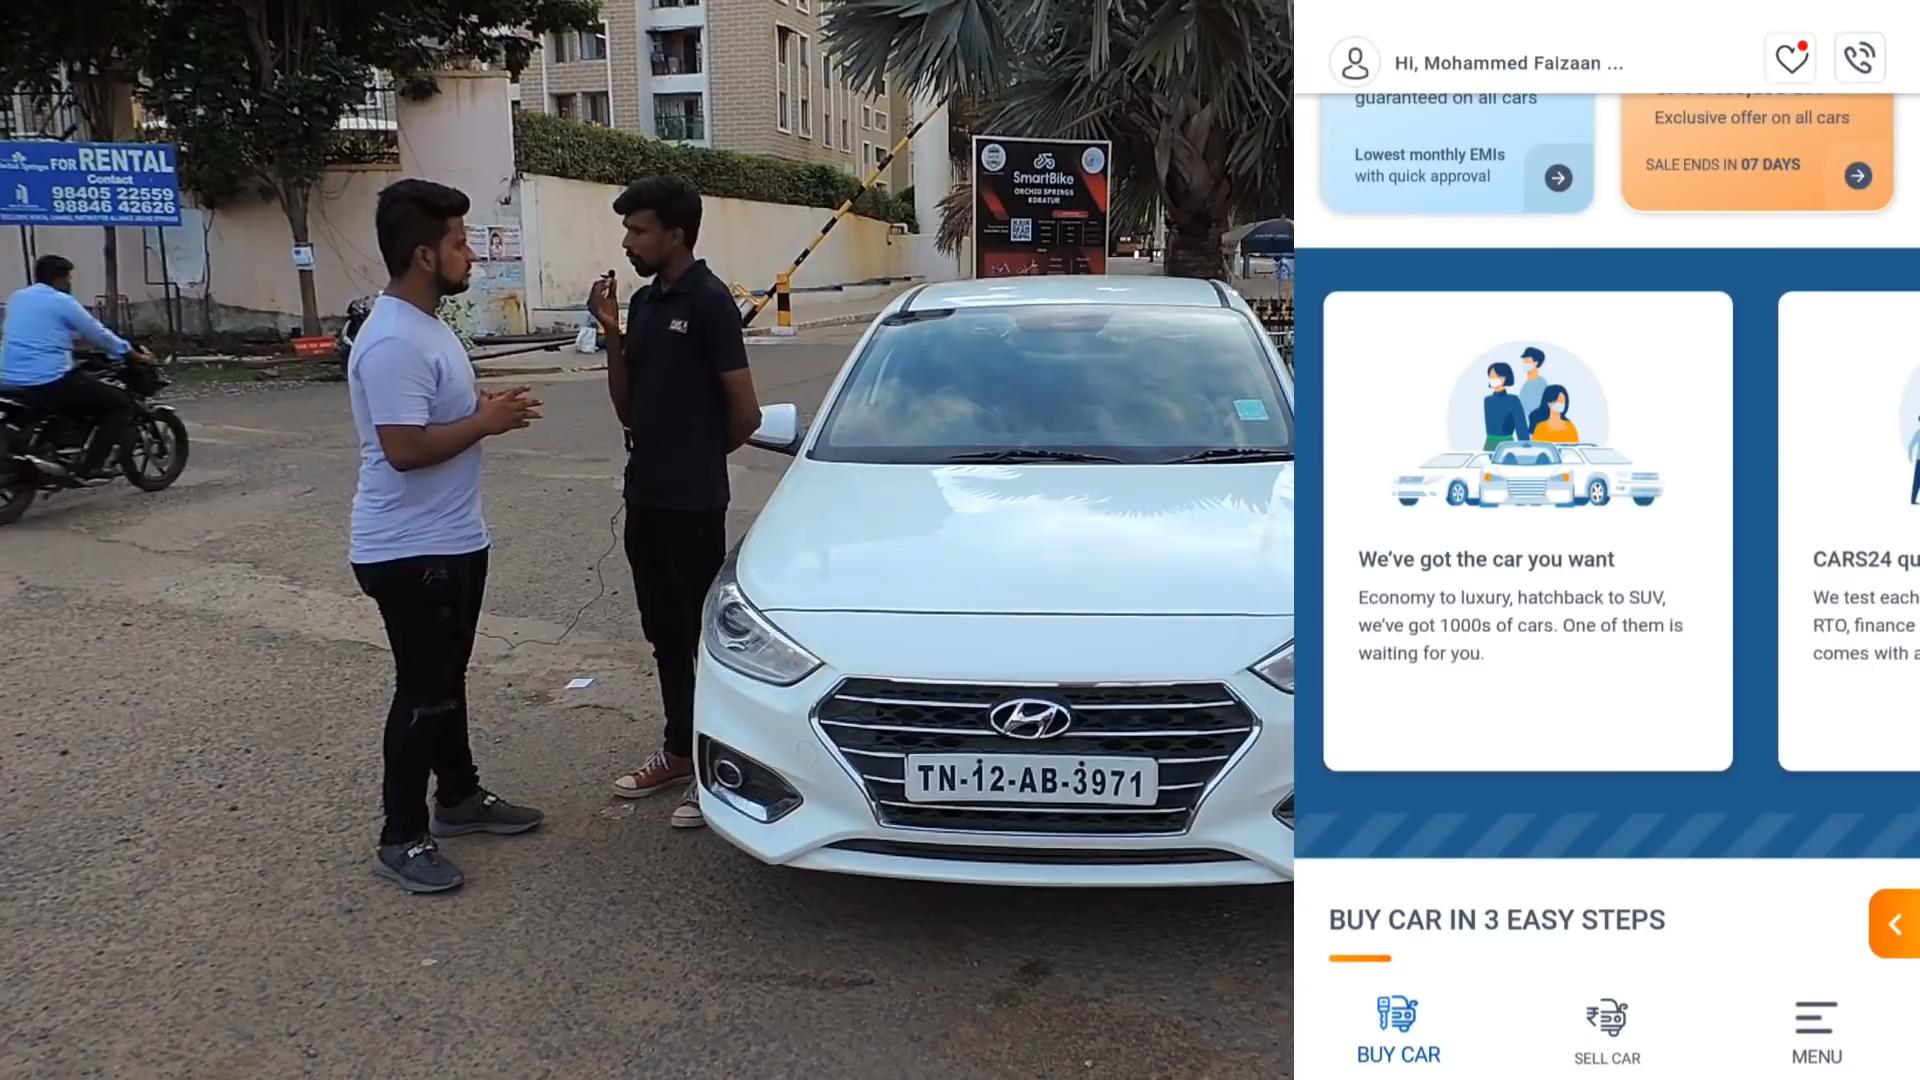 FOR RENTAL
Contact
98405 22559
98846 42626
SmartBike
ORCHID SPRINGS
KORATUR
TN-12-AB-3971
Hi, Mohammed Faizaan ...
guaranteed on all cars
Lowest monthly EMIs
with quick approval
Exclusive offer on all cars
SALE ENDS IN 07 DAYS
We've got the car you want
Economy to luxury, hatchback to SUV,
we've got 1000s of cars. One of them is
waiting for you.
CARS24 qu
We test each
RTO, finance
comes with a
BUY CAR IN 3 EASY STEPS
BUY CAR
SELL CAR
MENU